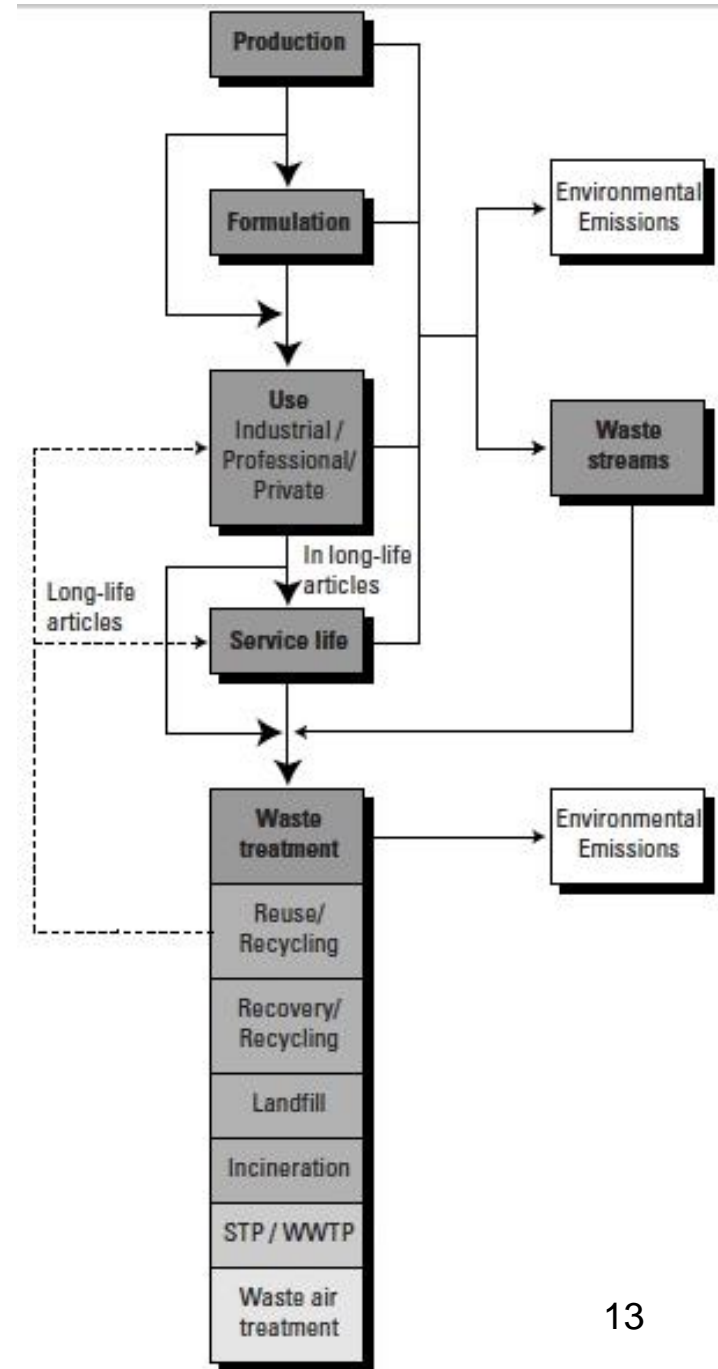 Production
Formulation
Environmental
Emissions
Use
Industrial /
Professional/
Private
Waste
streams
In long-life
articles
Long-life
articles
Service life
Waste
treatment
Environmental
Emissions
Reuse/
Recycling
Recovery/
Recycling
Landfill
Incineration
STP / WWTP
Waste air
treatment
13